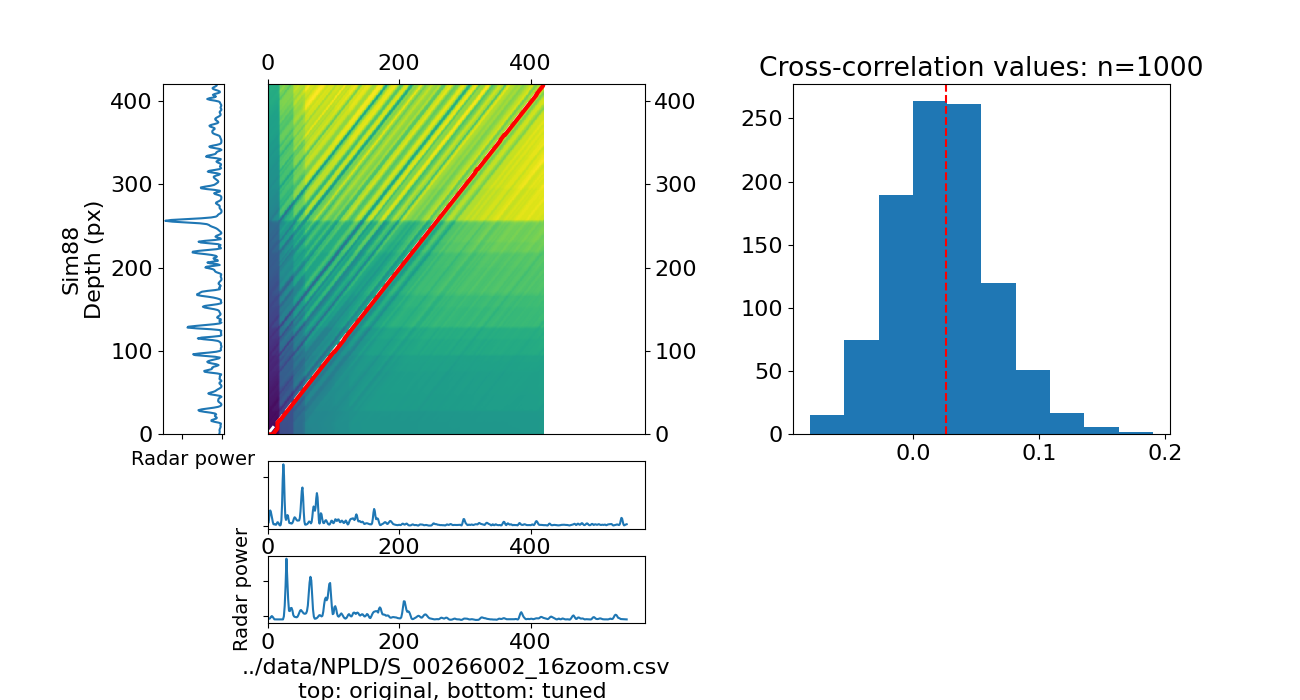 Cross-correlation values: n=1000
0 200 400
400
300
200
100
0
Sim88
Depth (px)
Radar power
400
300
200
100
0
250
200
150
100
50
0
0.0 0.1 0.2
0 200 400
Radar power
0 200 400
../data/NPLD/S_00266002_16zoom.csv
top: original, bottom: tuned